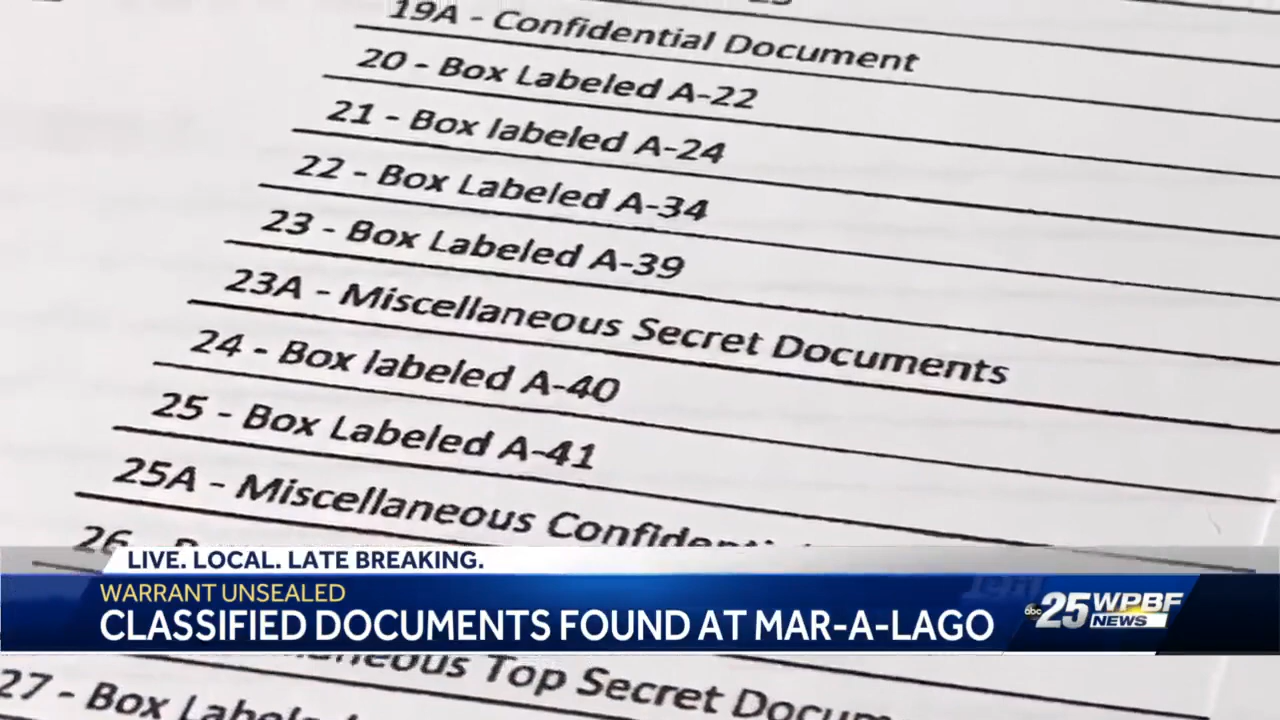 19A - Confidential Document
20 - Box Labeled A-22
21 - Box labeled A-24
22 - Box Labeled A-34
23 - Box Labeled A-39
23A - Miscellaneous Secret Documents
24 - Box labeled A-40
25 - Box Labeled A-41
25A - Miscellaneous
26
LIVE. LOCAL. LATE BREAKING.
WARRANT UNSEALED
CLASSIFIED DOCUMENTS FOUND AT MAR-A-LAGO
abc 25 WPBF NEWS
Top Secret
27 - Box